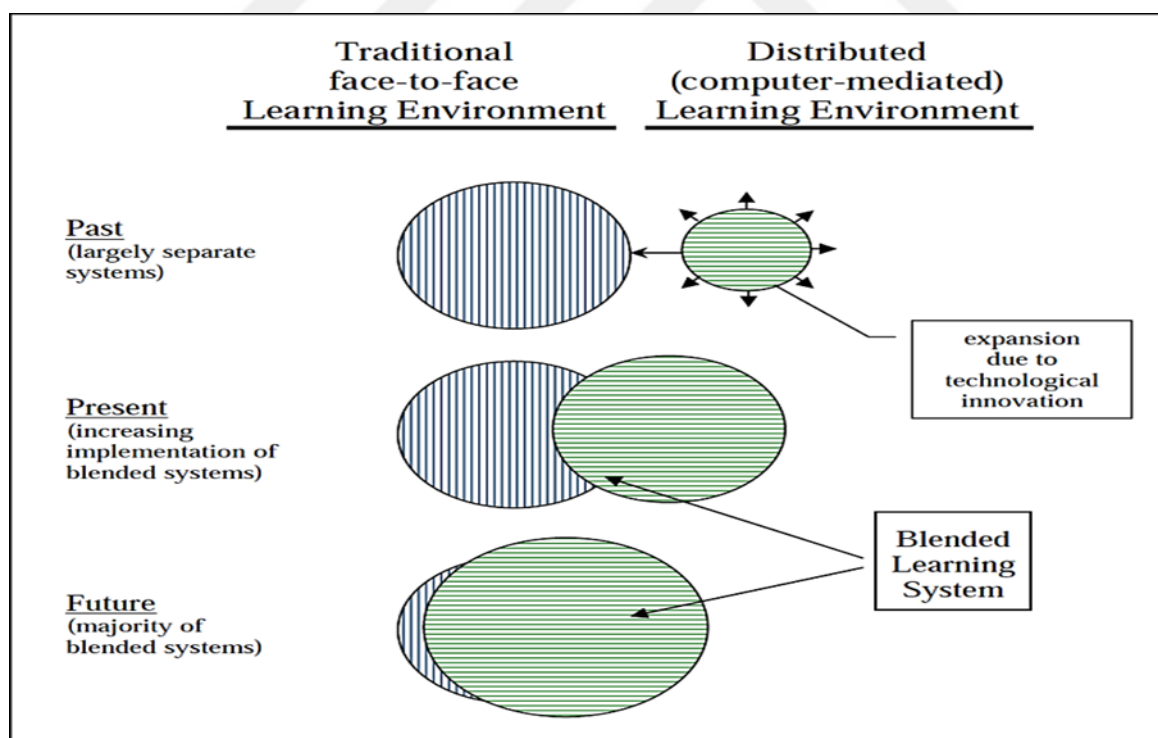 Traditional
face-to-face
Learning Environment
Distributed
(computer-mediated)
Learning Environment
Past
(largely separate
systems)
expansion
due to
technological
innovation
Present
(increasing
implementation of
blended systems)
Blended
Learning
System
Future
(majority of
blended systems)